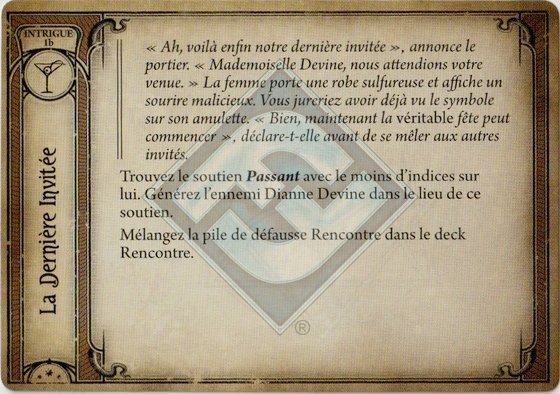 INTRIGUE
1b
La Dernière Invitée
« Ah, voilà enfin notre dernière invitée », annonce le
portier. « Mademoiselle Devine, nous attendions votre
venue. » La femme porte une robe sulfureuse et affiche un
sourire malicieux. Vous jureriez avoir déjà vu le symbole
sur son amulette. « Bien, maintenant la véritable fête peut
commencer », déclare-t-elle avant de se mêler aux autres
invités.
Trouvez le soutien Passant avec le moins d'indices sur
lui. Générez l'ennemi Dianne Devine dans le lieu de ce
soutien.
Mélangez la pile de défausse Rencontre dans le deck
Rencontre.
®